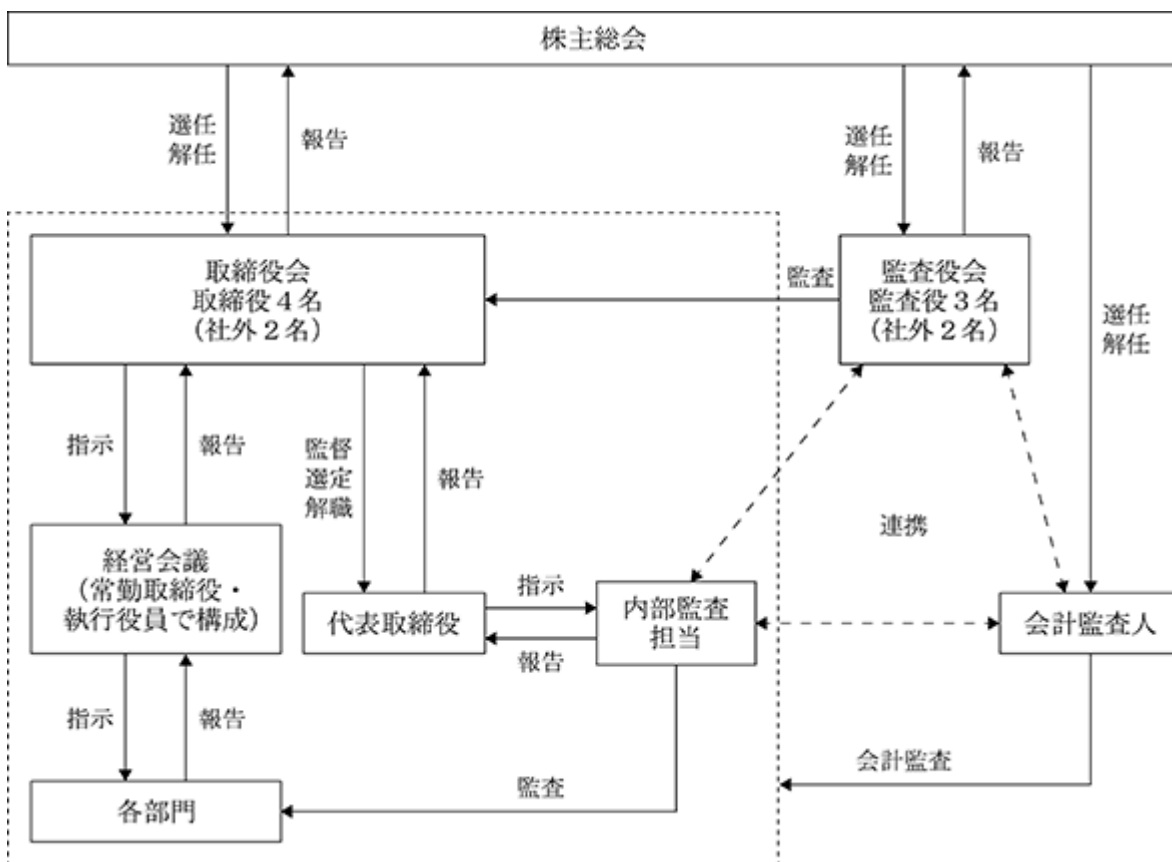 株主総会
選任
解任
報告
選任
解任
報告
選任
解任
取締役会
取締役４名
（社外２名）
監査
監査役会
監査役３名
（社外２名）
指示
報告
監督
選定
解職
報告
連携
経営会議
（常勤取締役・
執行役員で構成）
代表取締役
指示
報告
内部監査
担当
会計監査人
指示
報告
監査
会計監査
各部門